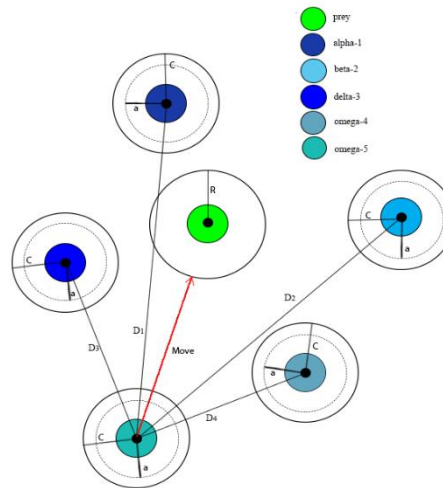 prey
alpha-1
beta-2
delta-3
omega-4
omega-5
C
a
R
C
a
C
a
D₂
D₁
D₃
Move
C
a
D₄
C
a